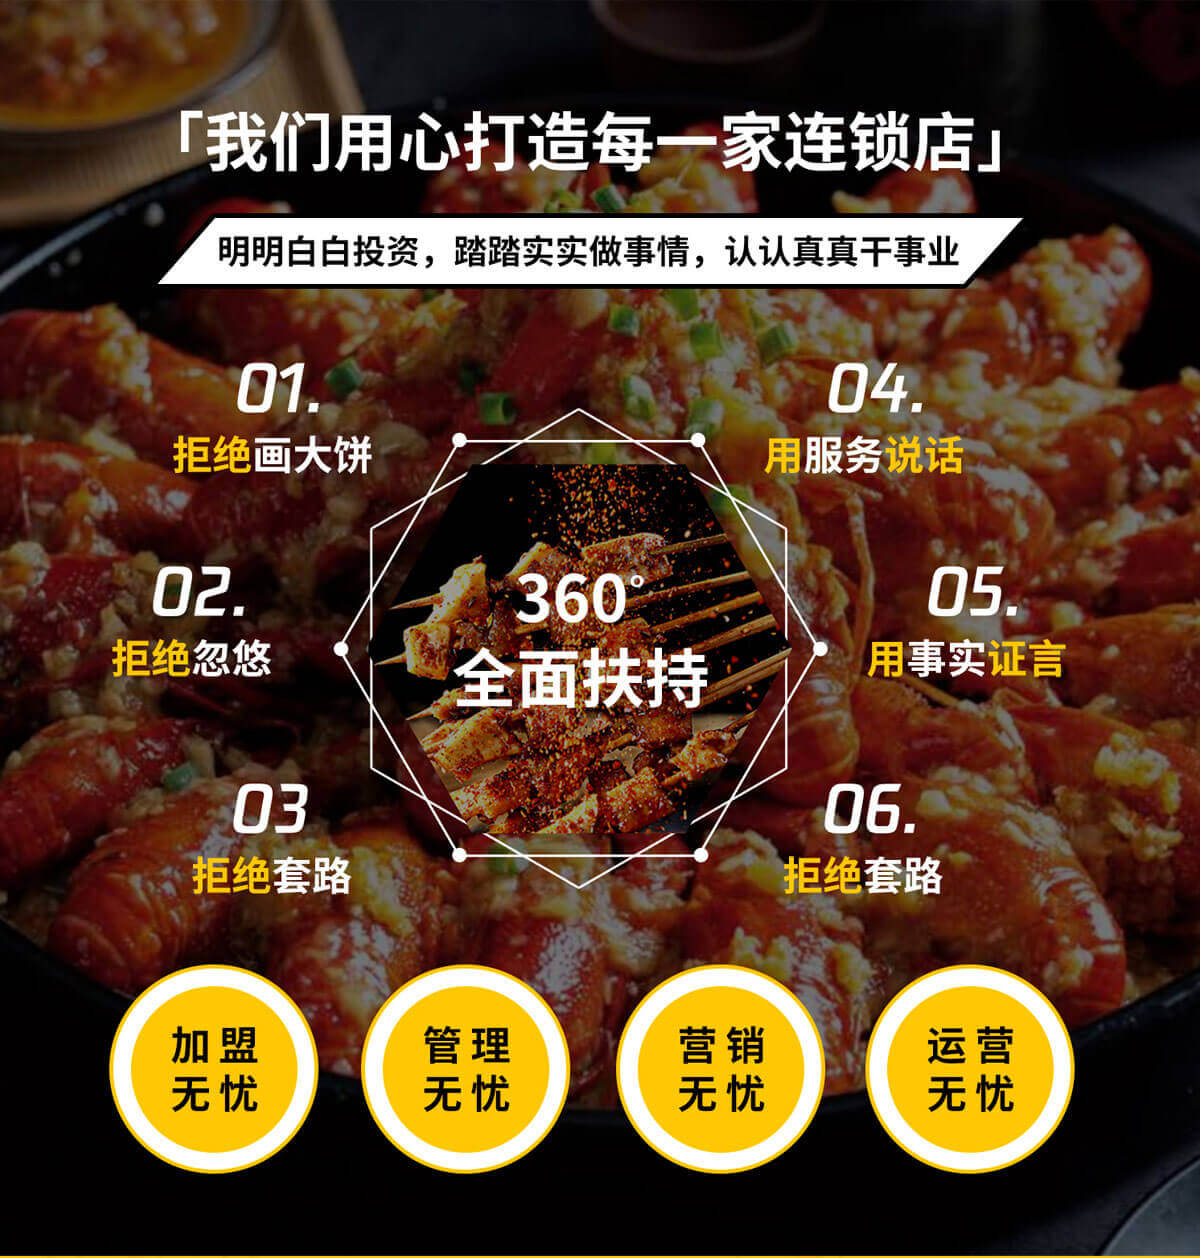 「我们用心打造每一家连锁店」
明明白白投资，踏踏实实做事情，认认真真干事业
01.
拒绝画大饼
02.
拒绝忽悠
03
拒绝套路
360°
全面扶持
04.
用服务说话
05.
用事实证言
06.
拒绝套路
加盟
无忧
管理
无忧
营销
无忧
运营
无忧